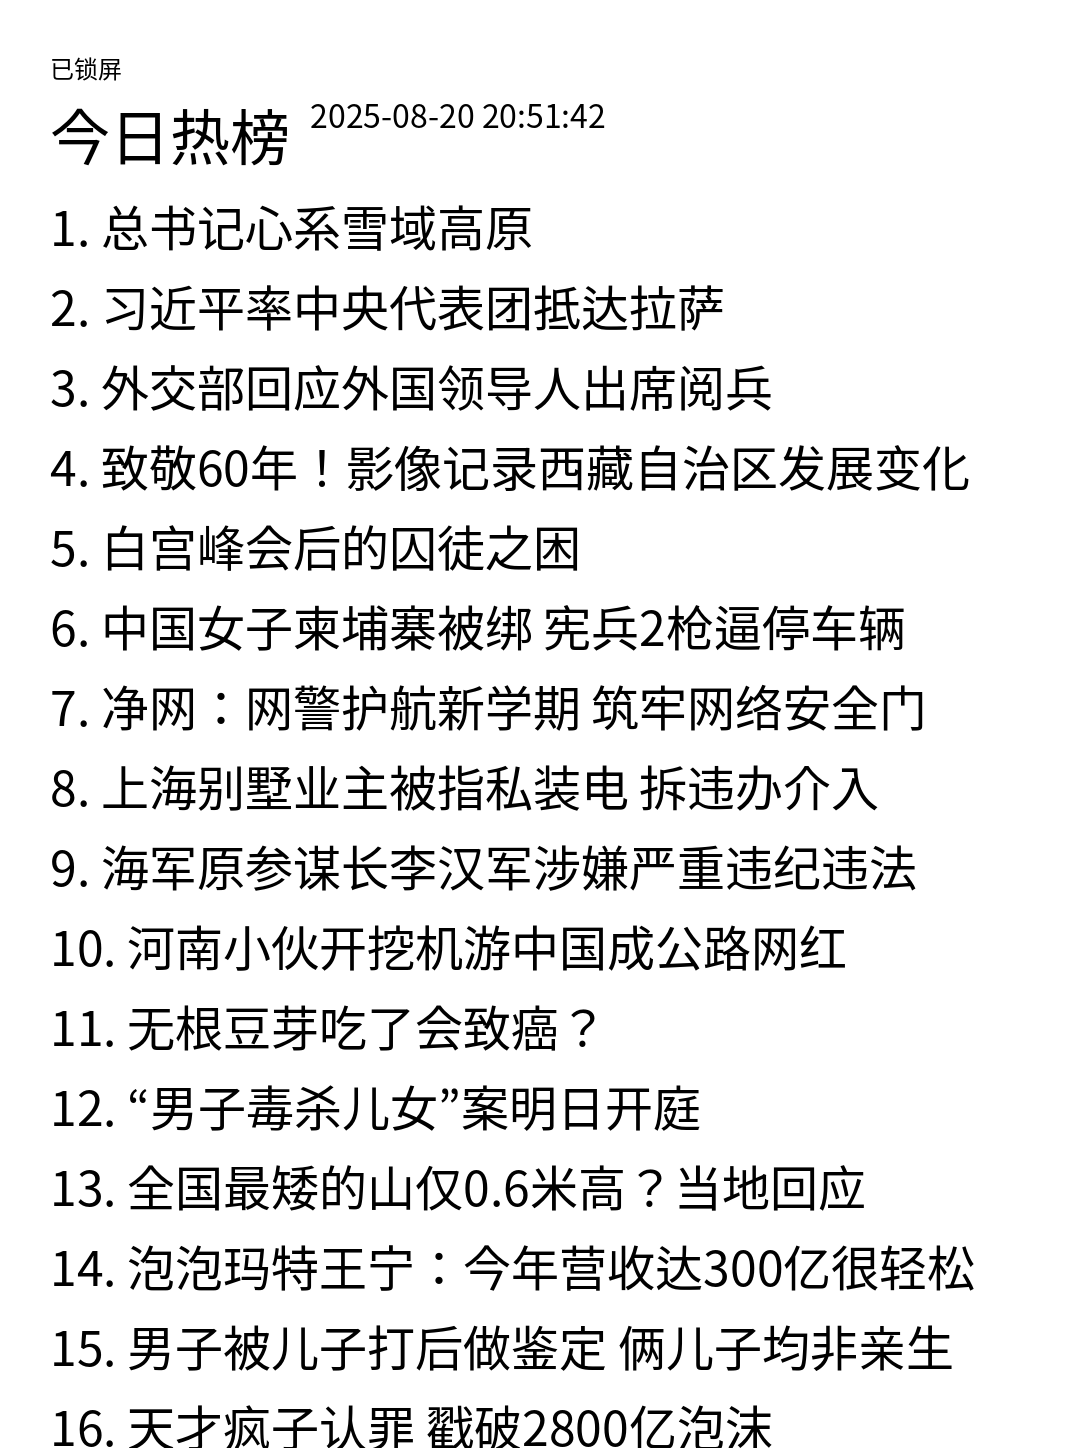 已锁屏
今日热榜 2025-08-20 20:51:42
1. 总书记心系雪域高原
2. 习近平率中央代表团抵达拉萨
3. 外交部回应外国领导人出席阅兵
4. 致敬60年！影像记录西藏自治区发展变化
5. 白宫峰会后的囚徒之困
6. 中国女子柬埔寨被绑 宪兵2枪逼停车辆
7. 净网：网警护航新学期 筑牢网络安全门
8. 上海别墅业主被指私装电 拆违办介入
9. 海军原参谋长李汉军涉嫌严重违纪违法
10. 河南小伙开挖机游中国成公路网红
11. 无根豆芽吃了会致癌？
12. “男子毒杀儿女”案明日开庭
13. 全国最矮的山仅0.6米高？当地回应
14. 泡泡玛特王宁：今年营收达300亿很轻松
15. 男子被儿子打后做鉴定 俩儿子均非亲生
16. 天才疯子认罪 戳破2800亿泡沫